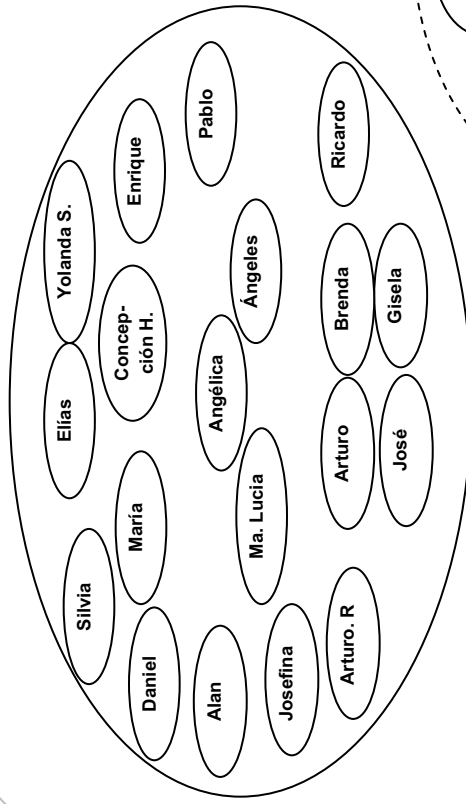 Elías
Yolanda S.
Silvia
Daniel
María
Concep-
ción H.
Enrique
Alan
Angélica
Pablo
Ma. Lucia
Ángeles
Josefina
Arturo. R
Arturo
Brenda
Ricardo
José
Gisela